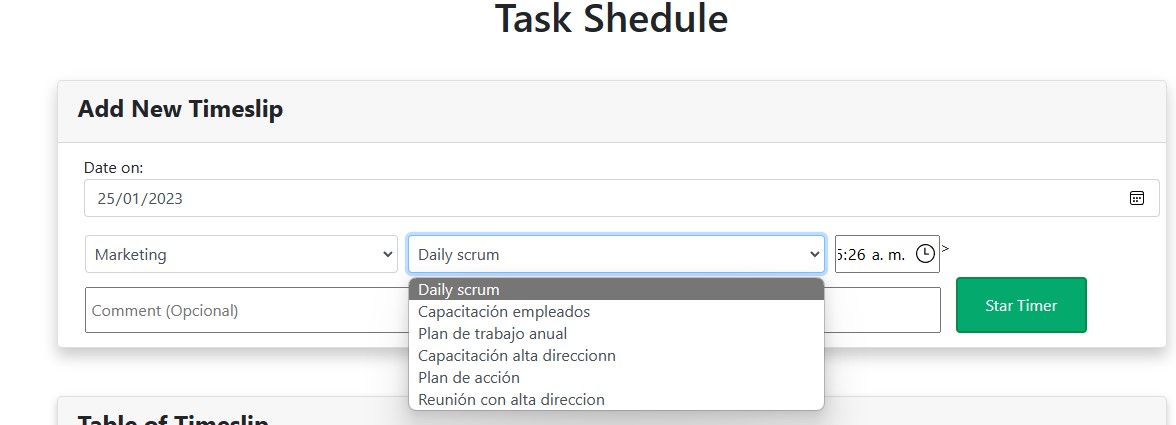 Task Shedule
Add New Timeslip
Date on:
25/01/2023
Marketing
Daily scrum
:26 a. m.
>
Daily scrum
Capacitación empleados
Plan de trabajo anual
Capacitación alta direccionn
Plan de acción
Reunión con alta direccion
Comment (Optional)
Star Timer
Table of Timeslip